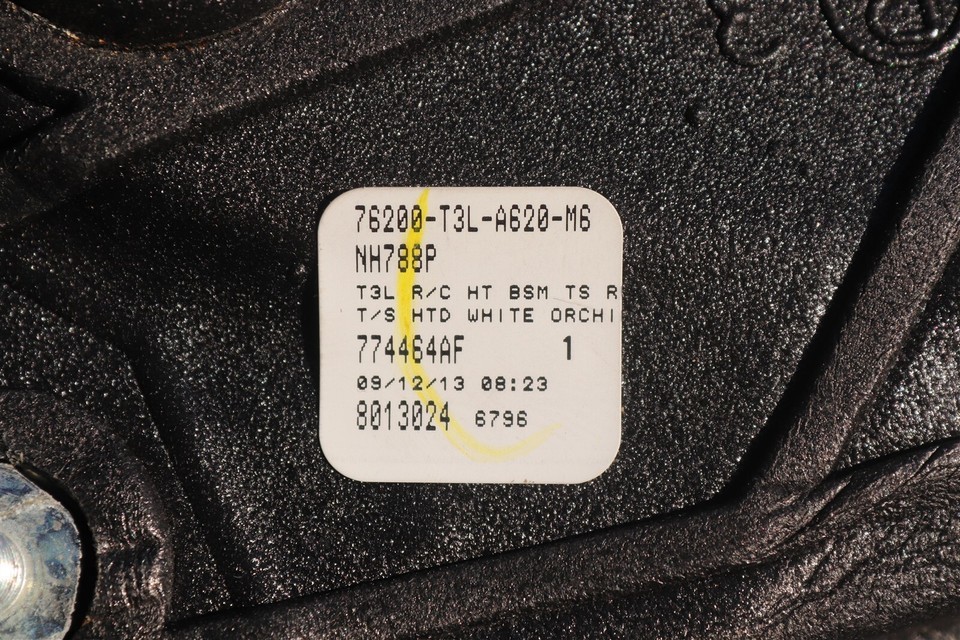 76200-T3L-A620-M6
NH788P
T3L R/C HT BSM TS R
T/S HTD WHITE ORCHI
774464AF 1
09/12/13 08:23
8013024 6796